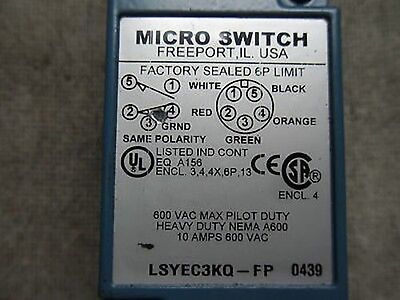 MICRO SWITCH
FREEPORT,IL. USA
FACTORY SEALED 6P LIMIT
5 1 WHITE 1 5 BLACK
2 4 RED 2 4 ORANGE
3 GRND 3
SAME POLARITY GREEN
UL LISTED IND CONT
EQ A156
ENCL. 3,4,4X,6P,13
SA
ENCL. 4
600 VAC MAX PILOT DUTY
HEAVY DUTY NEMA A600
10 AMPS 600 VAC
LSYEC3KQ-FP 0439